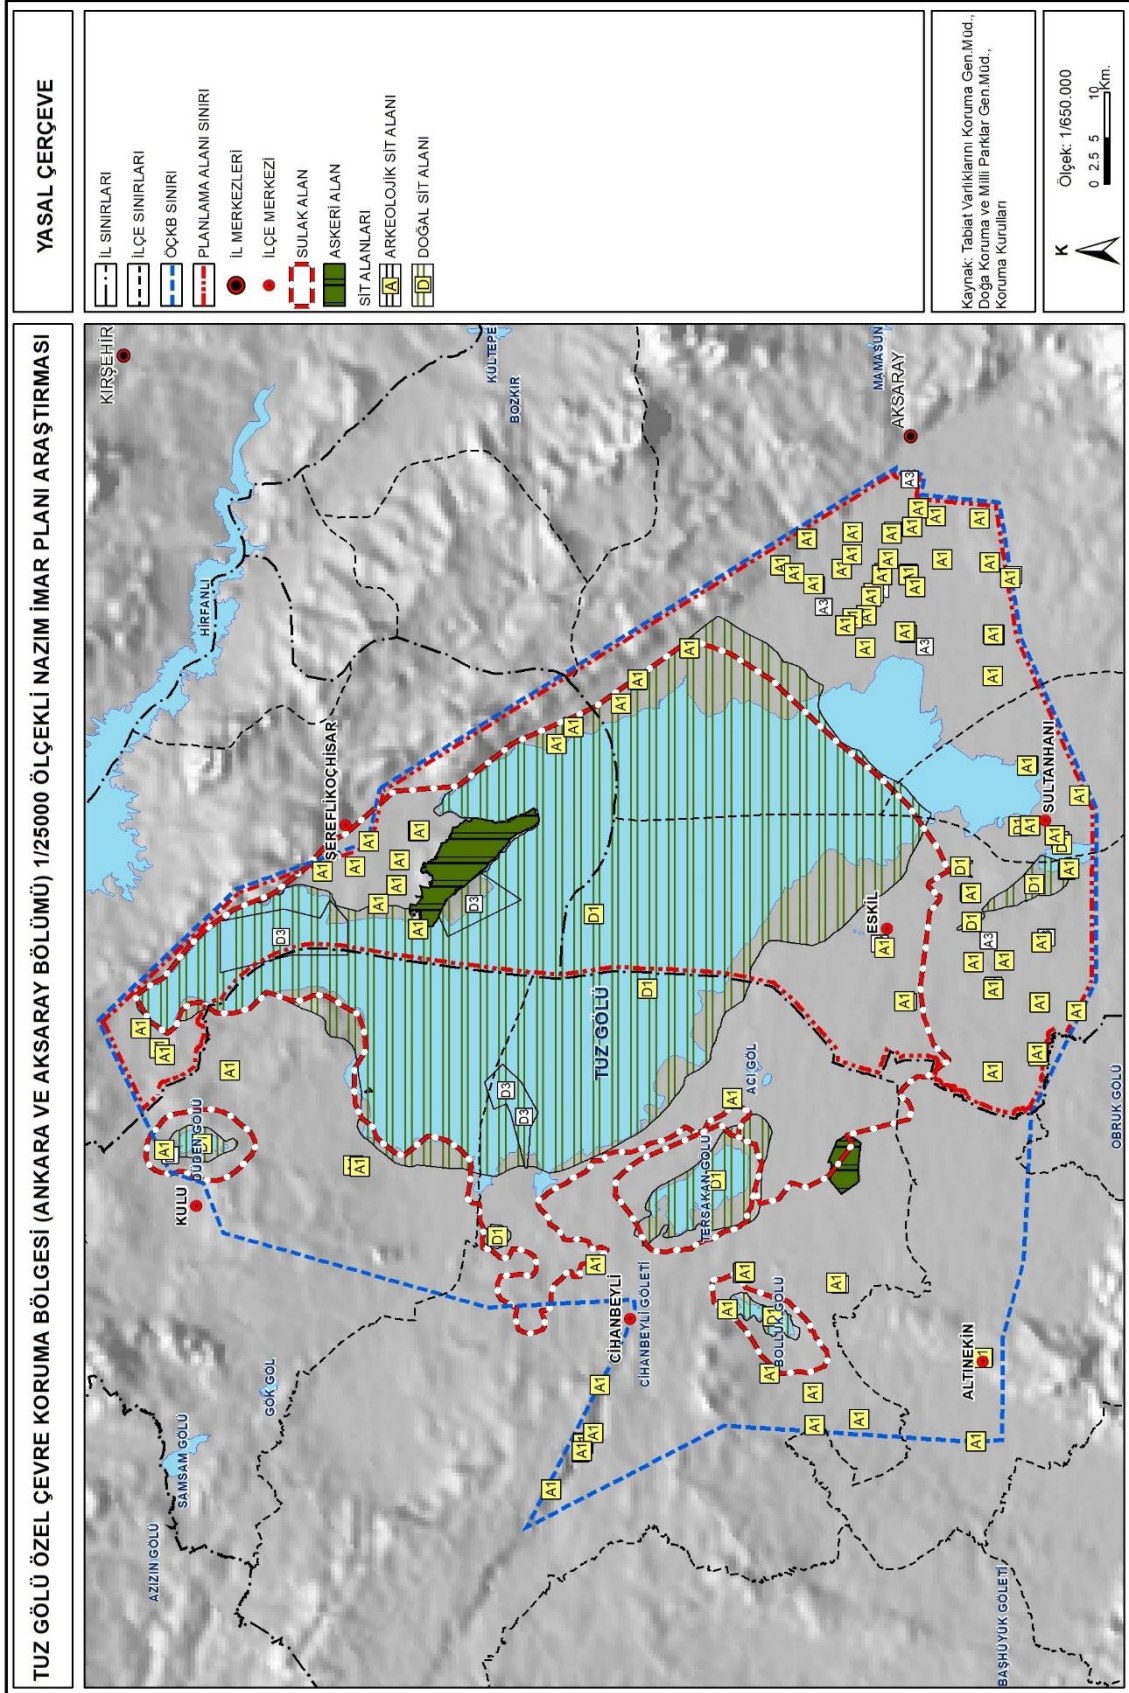 TUZ GÖLÜ ÖZEL ÇEVRE KORUMA BÖLGESİ (ANKARA VE AKSARAY BÖLÜMÜ) 1/25000 ÖLÇEKLİ NAZIM İMAR PLANI ARAŞTIRMASI
YASAL ÇERÇEVE
İL SINIRLARI
İLÇE SINIRLARI
ÖÇKB SINIRI
PLANLAMA ALANI SINIRI
İL MERKEZLERİ
İLÇE MERKEZİ
SULAK ALAN
ASKERİ ALAN
SİT ALANLARI
A ARKEOLOJİK SİT ALANI
D DOĞAL SİT ALANI
Kaynak: Tabiat Varlıklarını Koruma Gen.Müd.,
Doğa Koruma ve Milli Parklar Gen.Müd.,
Koruma Kurulları
K
Ölçek: 1/650.000
0 2.5 5 10 Km.
KIRŞEHİR
HİRFANLI
KÜLTEPE
BOZKIR
MAMASUN
AKSARAY
ŞEREFLİKOÇHİSAR
SULTANHANI
ESKİL
TUZ GÖLÜ
ACI GÖL
TERSAKAN GÖLÜ
OBRUK GÖLÜ
DÜDEN GÖLÜ
KULU
CİHANBEYLİ
CİHANBEYLİ GÖLETİ
BOLLUK GÖLÜ
ALTINEKİN
GÖK GÖL
SAMSAM GÖLÜ
AZIZIN GÖLÜ
BAŞHÜYÜK GÖLETİ
A1
A3
D1
D3